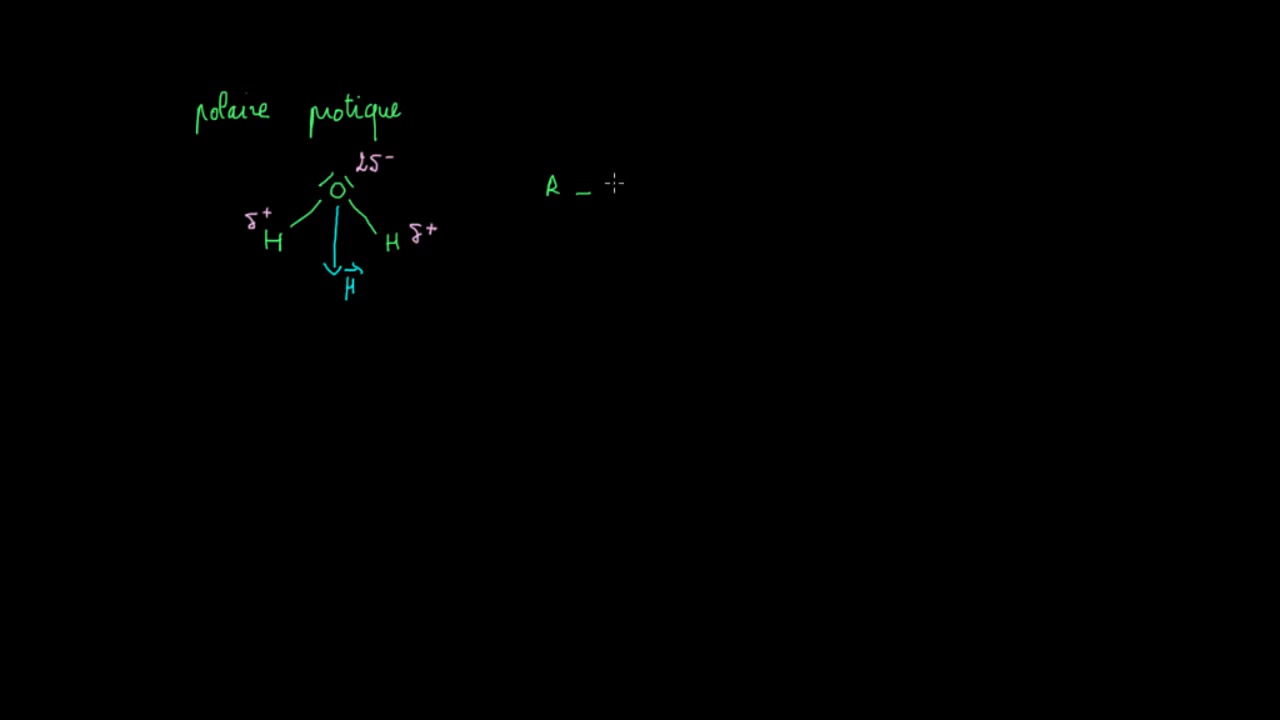 polaire protique
2δ-
O
R –
δ+
H
H
δ+
μ